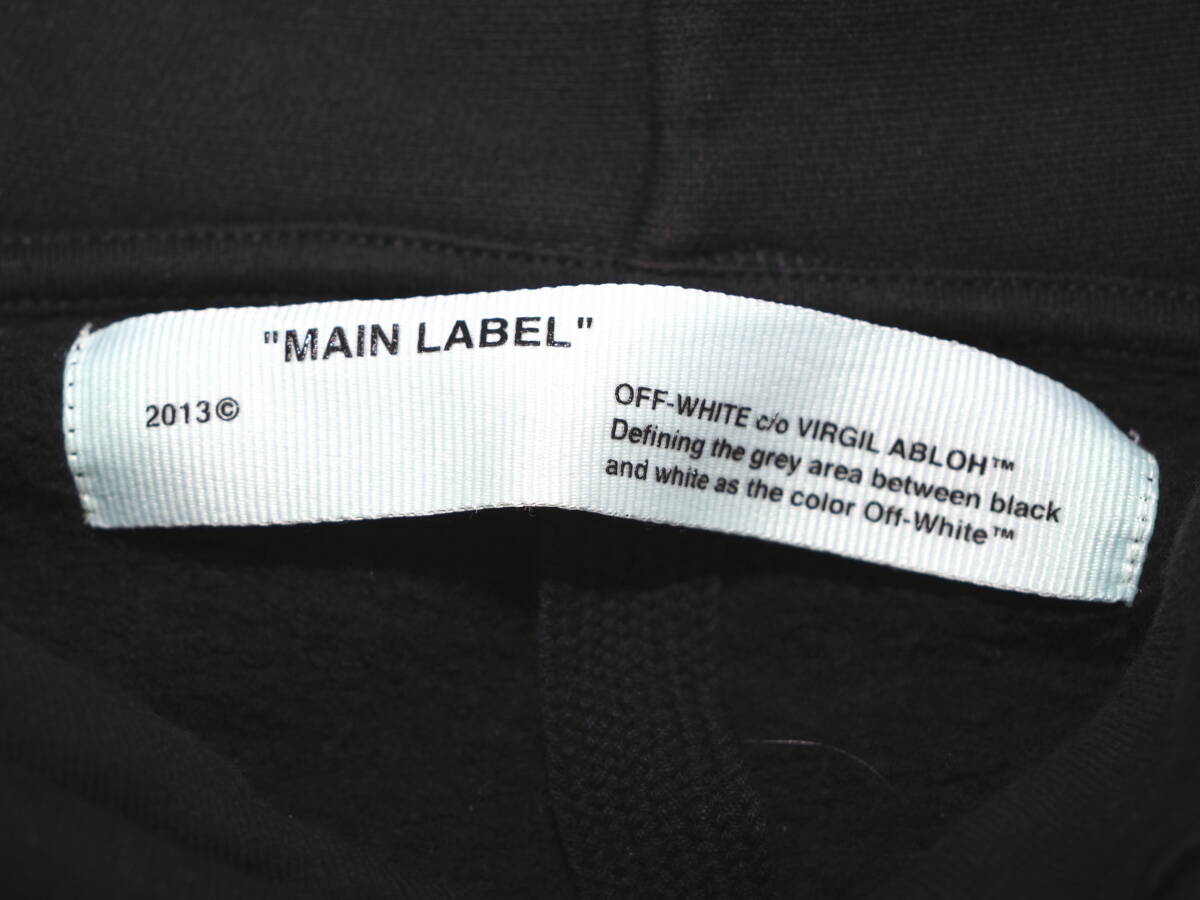 "MAIN LABEL"
2013©
OFF-WHITE c/o VIRGIL ABLOH™
Defining the grey area between black
and white as the color Off-White™